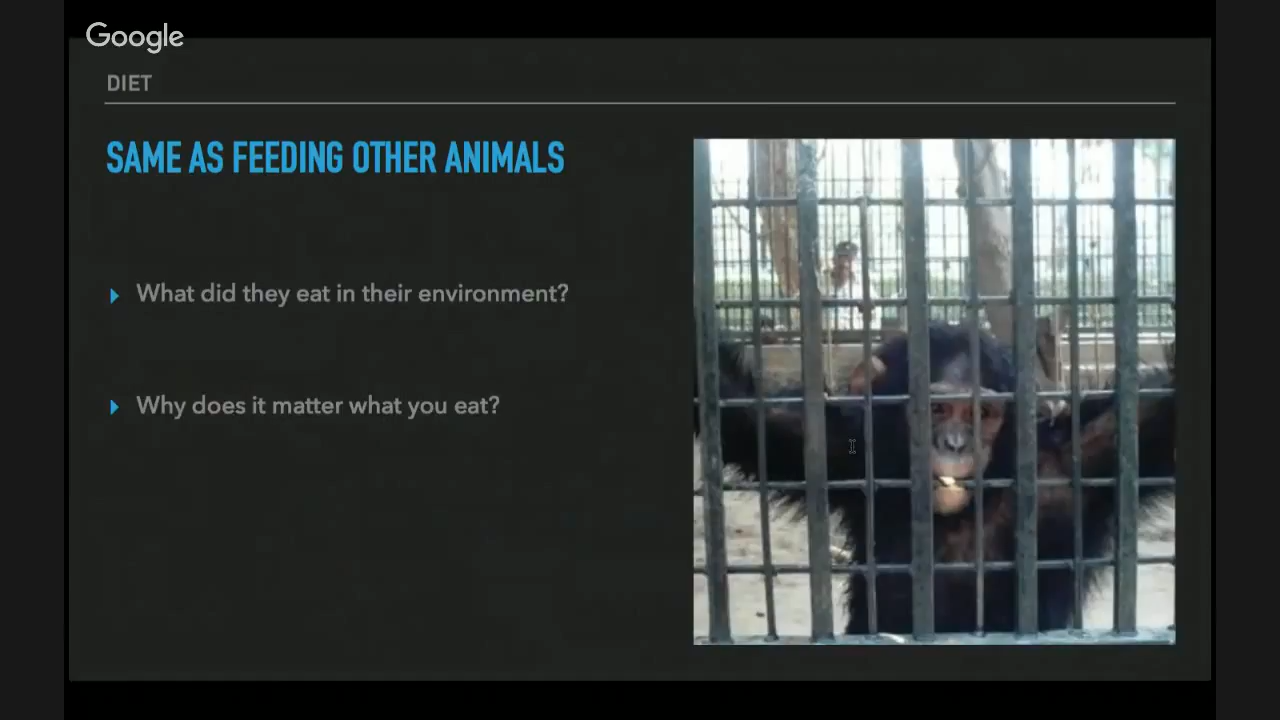 Google
DIET
SAME AS FEEDING OTHER ANIMALS
What did they eat in their environment?
Why does it matter what you eat?